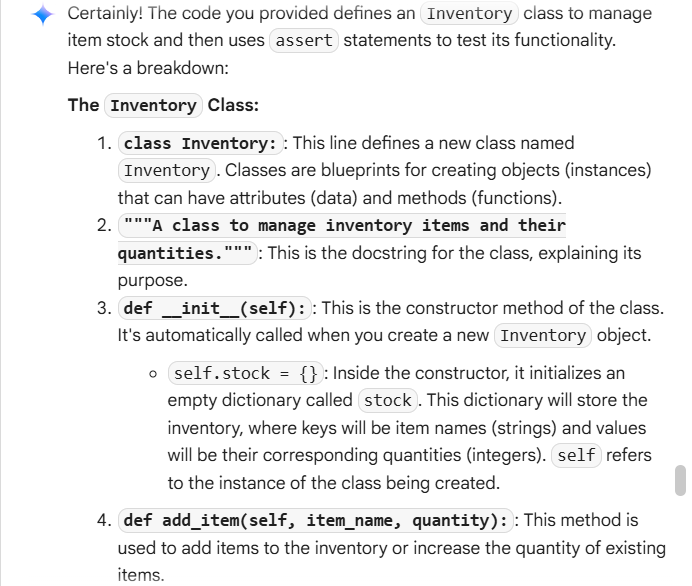 Certainly! The code you provided defines an Inventory class to manage
item stock and then uses assert statements to test its functionality.
Here's a breakdown:
The Inventory Class:
1. class Inventory: : This line defines a new class named
Inventory . Classes are blueprints for creating objects (instances)
that can have attributes (data) and methods (functions).
2. """A class to manage inventory items and their
quantities.""" : This is the docstring for the class, explaining its
purpose.
3. def __init__(self): : This is the constructor method of the class.
It's automatically called when you create a new Inventory object.
○ self.stock = {} : Inside the constructor, it initializes an
empty dictionary called stock . This dictionary will store the
inventory, where keys will be item names (strings) and values
will be their corresponding quantities (integers). self refers
to the instance of the class being created.
4. def add_item(self, item_name, quantity): : This method is
used to add items to the inventory or increase the quantity of existing
items.